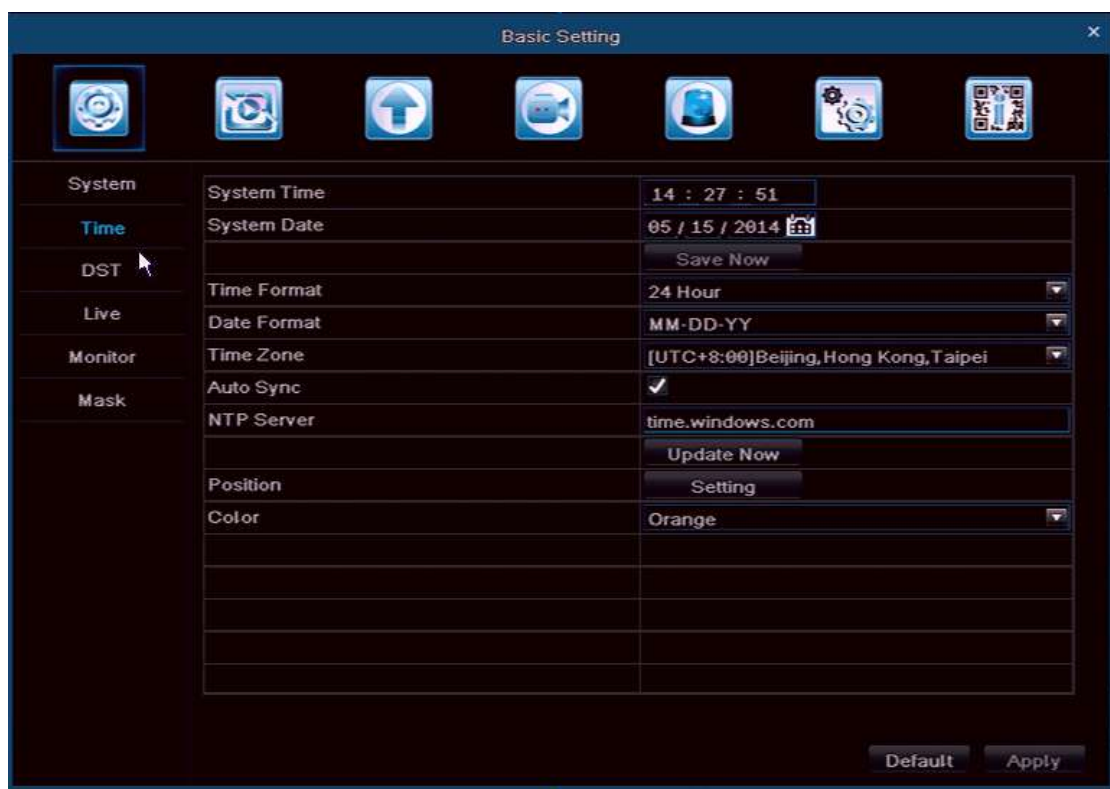 Basic Setting
System
Time
DST
Live
Monitor
Mask
System Time 14 : 27 : 51
System Date 05 / 15 / 2014
Save Now
Time Format 24 Hour
Date Format MM-DD-YY
Time Zone [UTC+8:00]Beijing,Hong Kong,Taipei
Auto Sync
NTP Server time.windows.com
Update Now
Position Setting
Color Orange
Default Apply